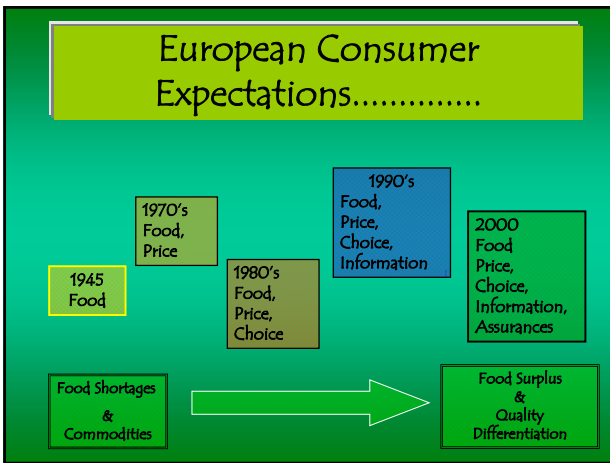 European Consumer
Expectations..............
1945
Food
1970's
Food,
Price
1980's
Food,
Price,
Choice
1990's
Food,
Price,
Choice,
Information
2000
Food
Price,
Choice,
Information,
Assurances
Food Shortages
&
Commodities
Food Surplus
&
Quality
Differentiation